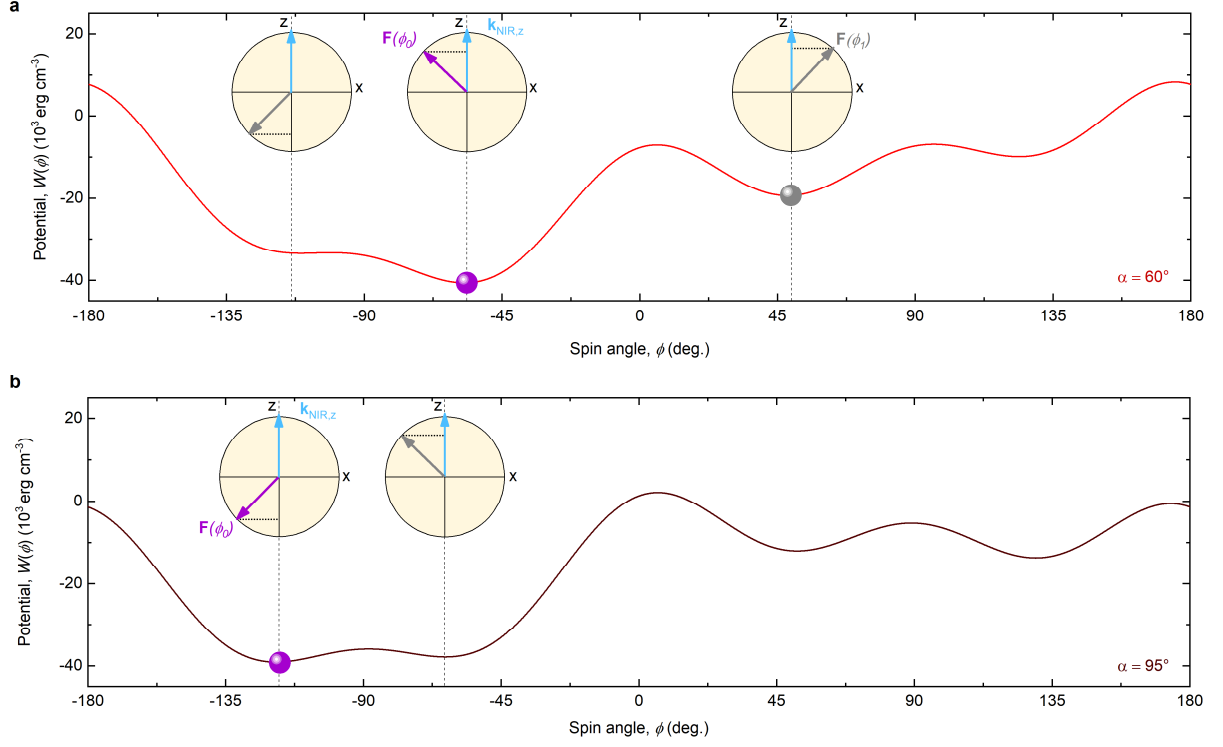 a
z
x
F(ϕ0)
z
kNIR,z
x
z
F(ϕ1)
x
20
0
-20
-40
Potential, W(ϕ) (10³ erg cm⁻³)
α = 60°
-180 -135 -90 -45 0 45 90 135 180
Spin angle, ϕ (deg.)
b
z
kNIR,z
x
F(ϕ0)
z
x
20
0
-20
-40
Potential, W(ϕ) (10³ erg cm⁻³)
α = 95°
-180 -135 -90 -45 0 45 90 135 180
Spin angle, ϕ (deg.)